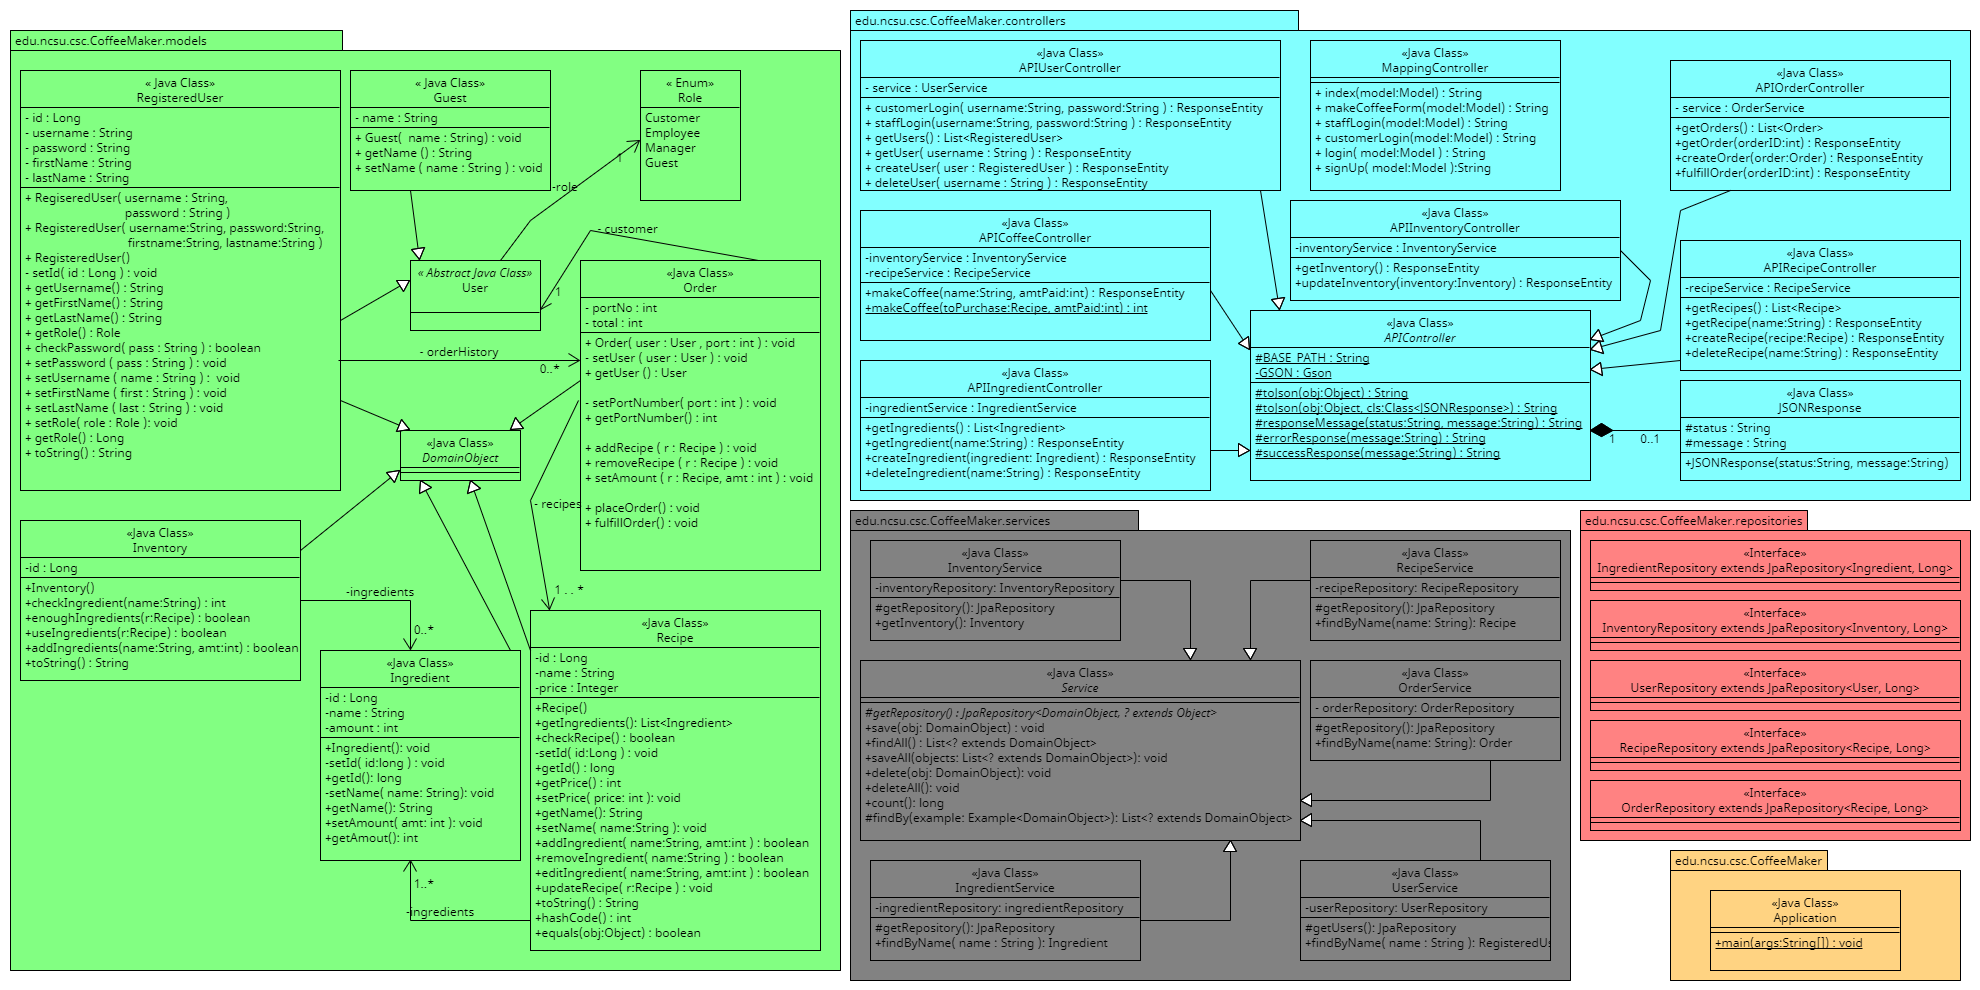 edu.ncsu.csc.CoffeeMaker.models
« Java Class»
RegisteredUser
- id : Long
- username : String
- password : String
- firstName : String
- lastName : String
+ RegiseredUser( username : String,
password : String )
+ RegisteredUser( username:String, password:String,
firstname:String, lastname:String )
+ RegisteredUser()
- setId( id : Long ) : void
+ getUsername() : String
+ getFirstName() : String
+ getLastName() : String
+ getRole() : Role
+ checkPassword( pass : String ) : boolean
+ setPassword ( pass : String ) : void
+ setUsername ( name : String ) :  void
+ setFirstName ( first : String ) : void
+ setLastName ( last : String ) : void
+ setRole( role : Role ): void
+ getRole() : Long
+ toString() : String
« Java Class»
Guest
- name : String
+ Guest(  name : String) : void
+ getName () : String
+ setName ( name : String ) : void
« Enum»
Role
Customer
Employee
Manager
Guest
1
-role
« Abstract Java Class»
User
- customer
1
- orderHistory
0..*
«Java Class»
Order
- portNo : int
- total : int
+ Order( user : User , port : int ) : void
- setUser ( user : User ) : void
+ getUser () : User
- setPortNumber( port : int ) : void
+ getPortNumber() : int
+ addRecipe ( r : Recipe ) : void
+ removeRecipe ( r : Recipe ) : void
+ setAmount ( r : Recipe, amt : int ) : void
+ placeOrder() : void
+ fulfillOrder() : void
«Java Class»
DomainObject
- recipes
1 . . *
«Java Class»
Inventory
-id : Long
+Inventory()
+checkIngredient(name:String) : int
+enoughIngredients(r:Recipe) : boolean
+useIngredients(r:Recipe) : boolean
+addIngredients(name:String, amt:int) : boolean
+toString() : String
-ingredients
0..*
«Java Class»
Ingredient
-id : Long
-name : String
-amount : int
+Ingredient(): void
-setId( id:long ) : void
+getId(): long
-setName( name: String): void
+getName(): String
+setAmount( amt: int ) : void
+getAmout(): int
1..*
-ingredients
«Java Class»
Recipe
-id : Long
-name : String
-price : Integer
+Recipe()
+getIngredients(): List<Ingredient>
+checkRecipe() : boolean
-setId( id:Long ) : void
+getId() : long
+getPrice() : int
+setPrice( price: int ): void
+getName(): String
+setName( name:String ): void
+addIngredient( name:String, amt:int ) : boolean
+removeIngredient( name:String ) : boolean
+editIngredient( name:String, amt:int ) : boolean
+updateRecipe( r:Recipe ) : void
+toString() : String
+hashCode() : int
+equals(obj:Object) : boolean
edu.ncsu.csc.CoffeeMaker.controllers
«Java Class»
APIUserController
- service : UserService
+ customerLogin( username:String, password:String ) : ResponseEntity
+ staffLogin(username:String, password:String ) : ResponseEntity
+ getUsers() : List<RegisteredUser>
+ getUser( username : String ) : ResponseEntity
+ createUser( user : RegisteredUser ) : ResponseEntity
+ deleteUser( username : String ) : ResponseEntity
«Java Class»
MappingController
+ index(model:Model) : String
+ makeCoffeeForm(model:Model) : String
+ staffLogin(model:Model) : String
+ customerLogin(model:Model) : String
+ login( model:Model ) : String
+ signUp( model:Model ):String
«Java Class»
APIOrderController
- service : OrderService
+getOrders() : List<Order>
+getOrder(orderID:int) : ResponseEntity
+createOrder(order:Order) : ResponseEntity
+fulfillOrder(orderID:int) : ResponseEntity
«Java Class»
APICoffeeController
-inventoryService : InventoryService
-recipeService : RecipeService
+makeCoffee(name:String, amtPaid:int) : ResponseEntity
+makeCoffee(toPurchase:Recipe, amtPaid:int) : int
«Java Class»
APIInventoryController
-inventoryService : InventoryService
+getInventory() : ResponseEntity
+updateInventory(inventory:Inventory) : ResponseEntity
«Java Class»
APIRecipeController
-recipeService : RecipeService
+getRecipes() : List<Recipe>
+getRecipe(name:String) : ResponseEntity
+createRecipe(recipe:Recipe) : ResponseEntity
+deleteRecipe(name:String) : ResponseEntity
«Java Class»
APIIngredientController
-ingredientService : IngredientService
+getIngredients() : List<Ingredient>
+getIngredient(name:String) : ResponseEntity
+createIngredient(ingredient: Ingredient) : ResponseEntity
+deleteIngredient(name:String) : ResponseEntity
«Java Class»
APIController
#BASE_PATH : String
-GSON : Gson
#toJson(obj:Object) : String
#toJson(obj:Object, cls:Class<JSONResponse>) : String
#responseMessage(status:String, message:String) : String
#errorResponse(message:String) : String
#successResponse(message:String) : String
1
0..1
«Java Class»
JSONResponse
#status : String
#message : String
+JSONResponse(status:String, message:String)
edu.ncsu.csc.CoffeeMaker.services
«Java Class»
InventoryService
-inventoryRepository: InventoryRepository
#getRepository(): JpaRepository
+getInventory(): Inventory
«Java Class»
RecipeService
-recipeRepository: RecipeRepository
#getRepository(): JpaRepository
+findByName(name: String): Recipe
«Java Class»
Service
#getRepository() : JpaRepository<DomainObject, ? extends Object>
+save(obj: DomainObject) : void
+findAll() : List<? extends DomainObject>
+saveAll(objects: List<? extends DomainObject>): void
+delete(obj: DomainObject): void
+deleteAll(): void
+count(): long
#findBy(example: Example<DomainObject>): List<? extends DomainObject>
«Java Class»
OrderService
- orderRepository: OrderRepository
#getRepository(): JpaRepository
+findByName(name: String): Order
«Java Class»
IngredientService
-ingredientRepository: ingredientRepository
#getRepository(): JpaRepository
+findByName( name : String ): Ingredient
«Java Class»
UserService
-userRepository: UserRepository
#getUsers(): JpaRepository
+findByName( name : String ): RegisteredUs
edu.ncsu.csc.CoffeeMaker.repositories
«Interface»
IngredientRepository extends JpaRepository<Ingredient, Long>
«Interface»
InventoryRepository extends JpaRepository<Inventory, Long>
«Interface»
UserRepository extends JpaRepository<User, Long>
«Interface»
RecipeRepository extends JpaRepository<Recipe, Long>
«Interface»
OrderRepository extends JpaRepository<Recipe, Long>
edu.ncsu.csc.CoffeeMaker
«Java Class»
Application
+main(args:String[]) : void